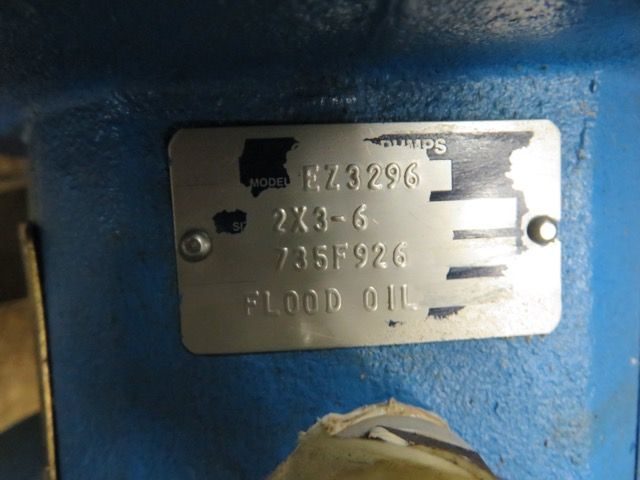 PUMPS
MODEL EZ3296
2X3-6
735F926
FLOOD OIL